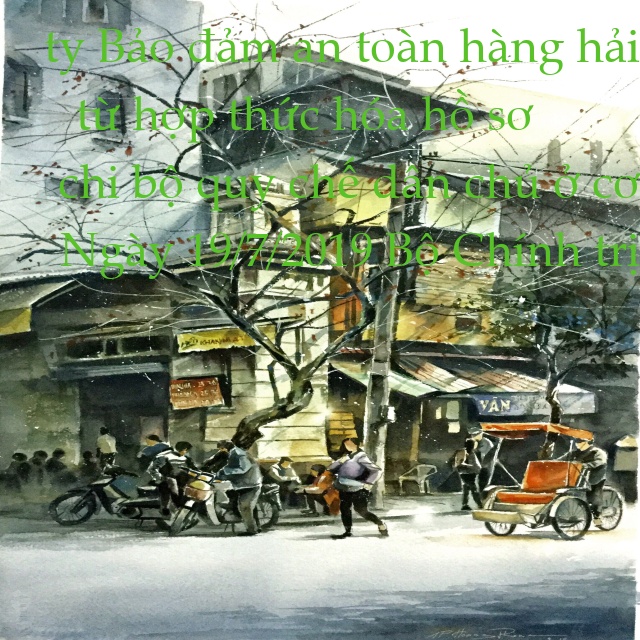 ty Bảo đảm an toàn hàng hải
từ hợp thức hóa hồ sơ
chi bộ quy chế dân chủ ở cơ
Ngày 19/7/2019 Bộ Chính trị
VÂN